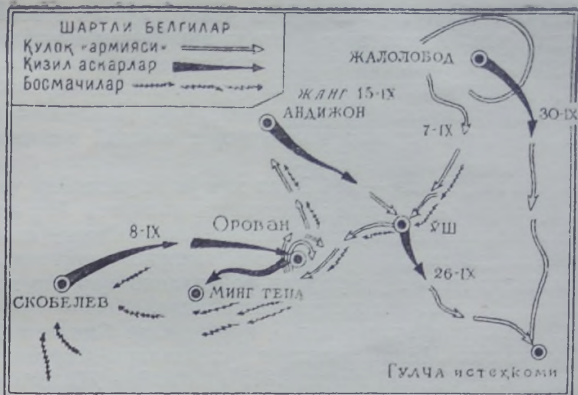 ШАРТЛИ БЕЛГИЛАР
Қулоқ "армияси"
Қизил аскарлар
Босмачилар
ЖАЛОЛОБОД
ЖАНГ 15-IX
АНДИЖОН
30-IX
7-IX
Орован
ӮШ
8-IX
26-IX
СКОБЕЛЕВ
МИНГ ТЕПА
ГУЛЧА истеҳкоми